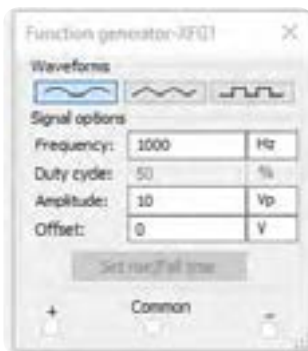 Function generator-XFG1
Waveforms
Signal options
Frequency: 1000 Hz
Duty cycle: 50 %
Amplitude: 10 Vp
Offset: 0 V
Set rise/Fall time
+ Common -